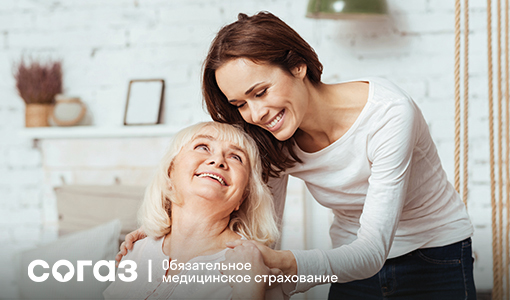 СОГАЗ
Обязательное
медицинское страхование